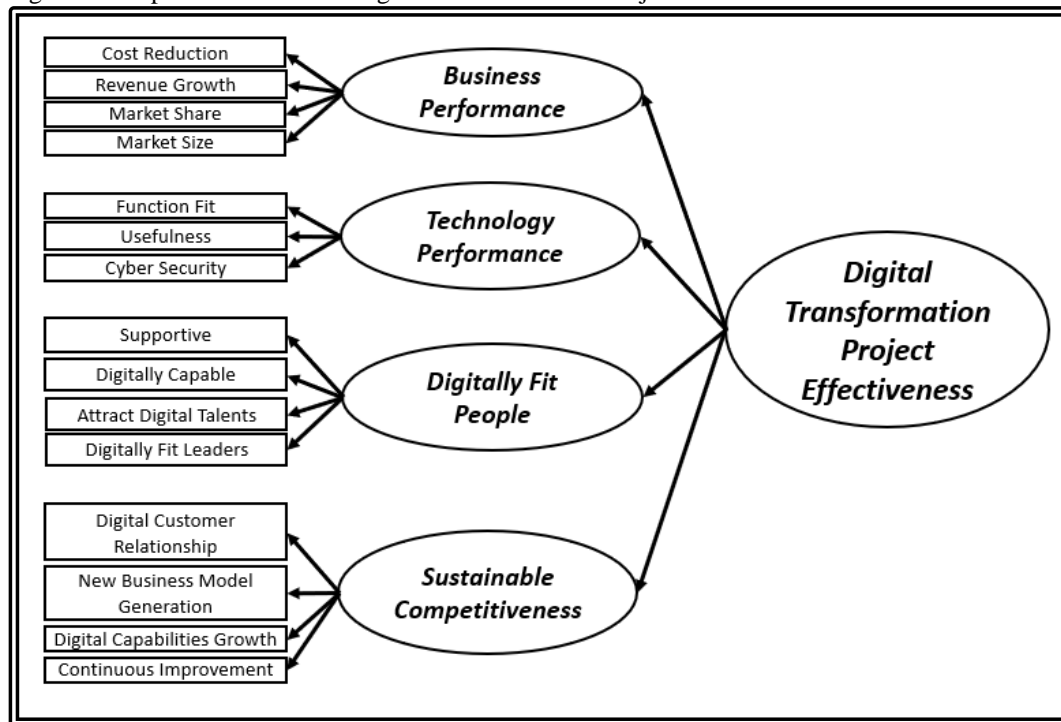 Cost Reduction
Revenue Growth
Market Share
Market Size
Business
Performance
Function Fit
Usefulness
Cyber Security
Technology
Performance
Supportive
Digitally Capable
Attract Digital Talents
Digitally Fit Leaders
Digitally Fit
People
Digital Customer
Relationship
New Business Model
Generation
Digital Capabilities Growth
Continuous Improvement
Sustainable
Competitiveness
Digital
Transformation
Project
Effectiveness